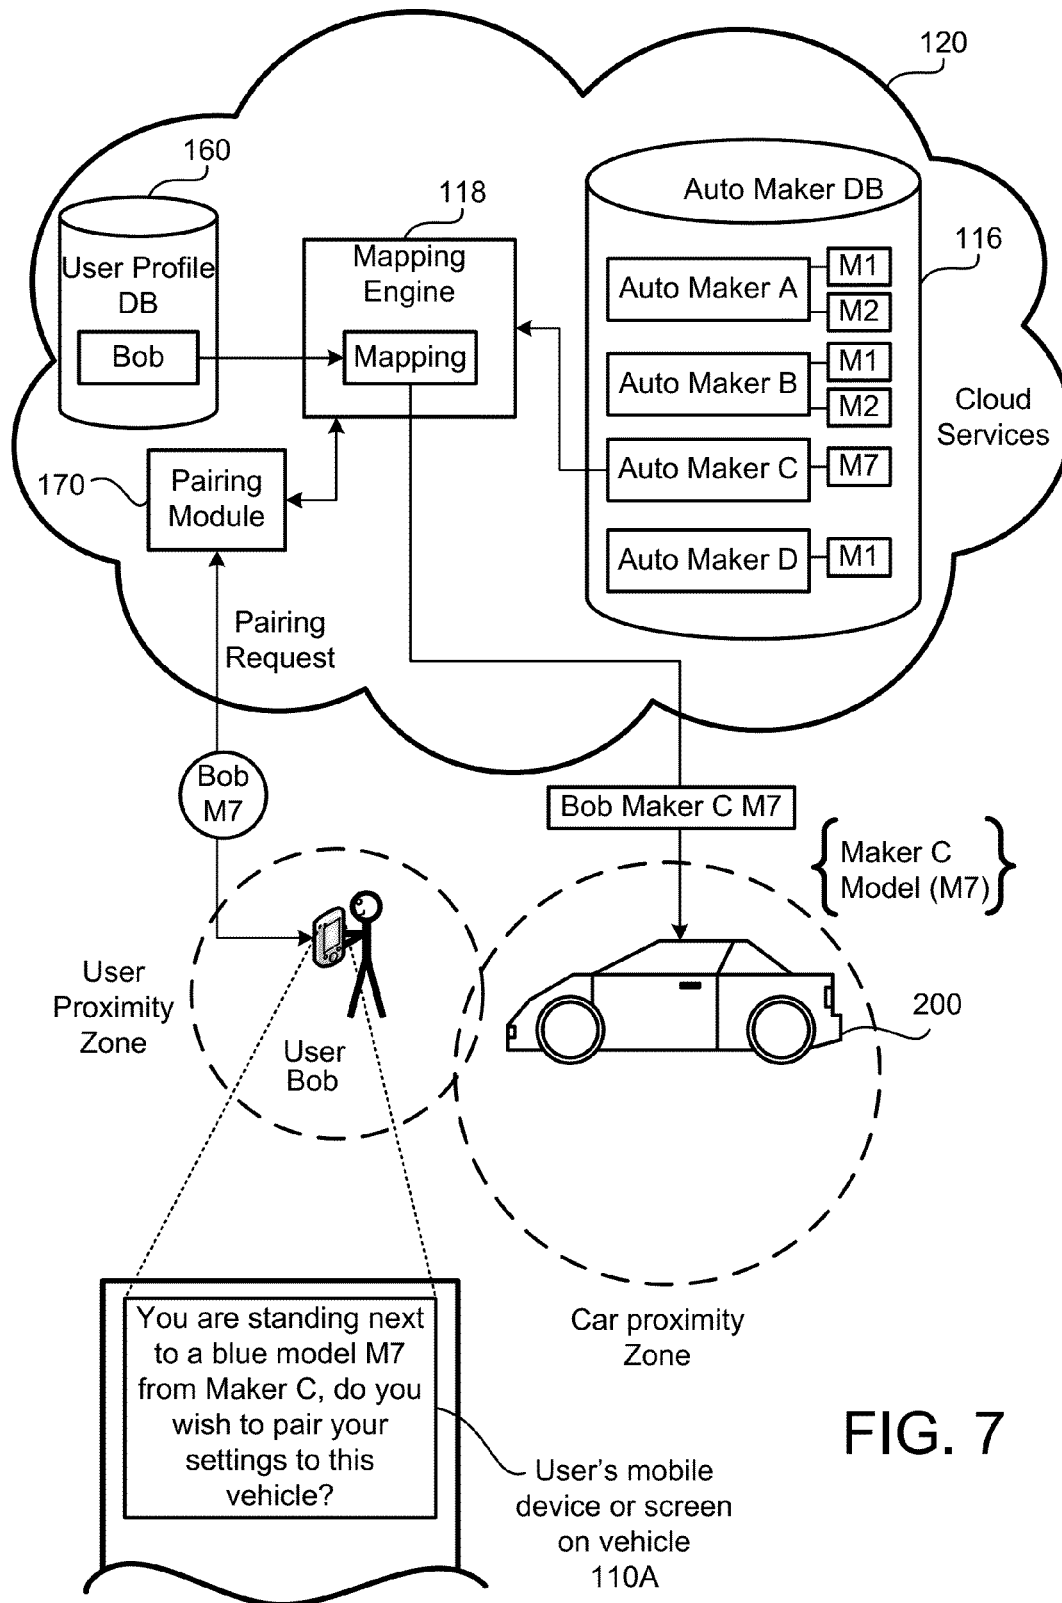 120
160
118
Auto Maker DB
116
User Profile
DB
Bob
Mapping
Engine
Mapping
Auto Maker A
M1
M2
Auto Maker B
M1
M2
Auto Maker C
M7
Auto Maker D
M1
Cloud
Services
170
Pairing
Module
Pairing
Request
Bob
M7
Bob Maker C M7
Maker C
Model (M7)
User
Proximity
Zone
User
Bob
200
Car proximity
Zone
You are standing next
to a blue model M7
from Maker C, do you
wish to pair your
settings to this
vehicle?
User's mobile
device or screen
on vehicle
110A
FIG. 7